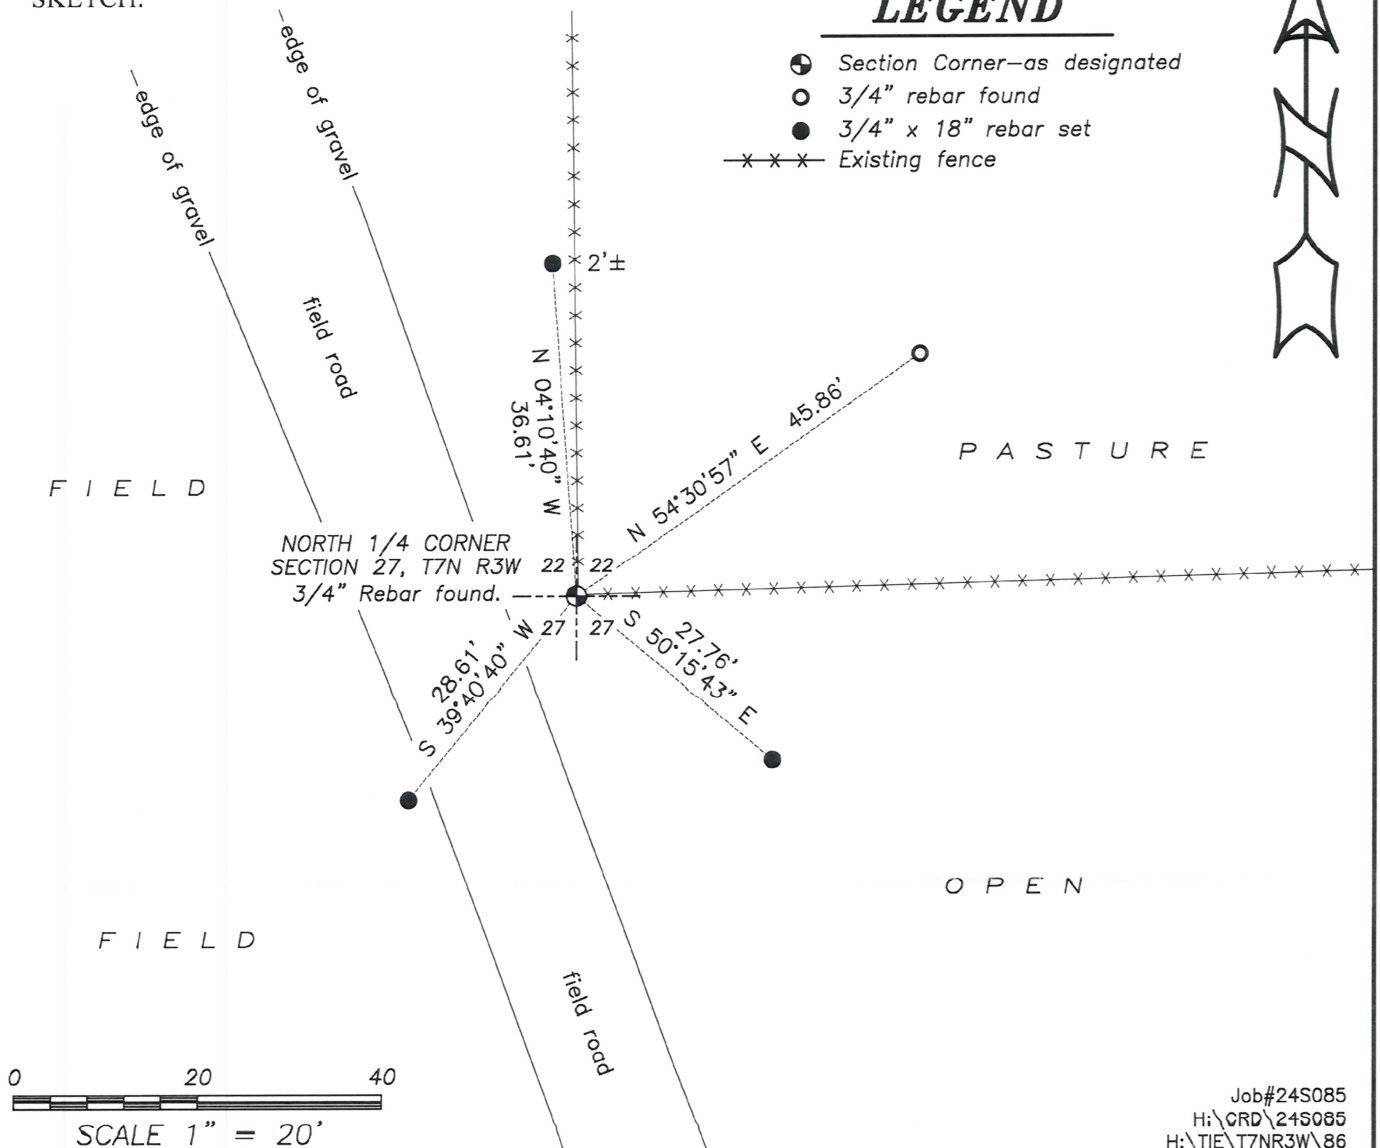 SKETCH:
LEGEND
Section Corner-as designated
3/4" rebar found
3/4" x 18" rebar set
Existing fence
edge of gravel
edge of gravel
field road
2'±
N 04°10'40" W
36.61'
N 54°30'57" E 45.86'
PASTURE
FIELD
NORTH 1/4 CORNER
SECTION 27, T7N R3W
3/4" Rebar found.
22 22
27 27
28.61'
S 39°40'40" W
27.76'
S 50°15'43" E
OPEN
FIELD
field road
0 20 40
SCALE 1" = 20'
Job#24S085
H:\CRD\24S085
H:\TIE\T7NR3W\86